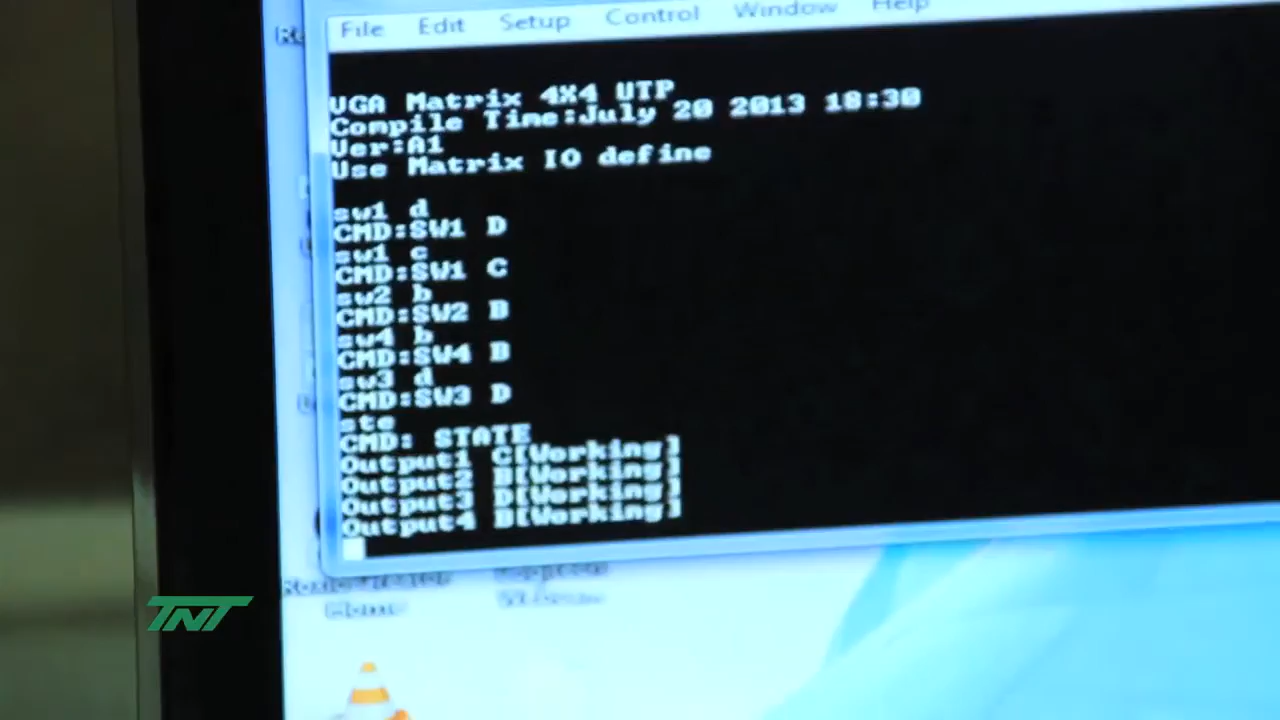 File Edit Setup Control Window Help
VGA Matrix 4X4 UTP
Compile Time:July 20 2013 18:30
Ver:A1
Use Matrix IO define
sw1 d
CMD:SW1 D
sw1 c
CMD:SW1 C
sw2 b
CMD:SW2 B
sw4 b
CMD:SW4 B
sw3 d
CMD:SW3 D
ste
CMD: STATE
Output1 C[Working]
Output2 B[Working]
Output3 D[Working]
Output4 B[Working]
Home
TNT